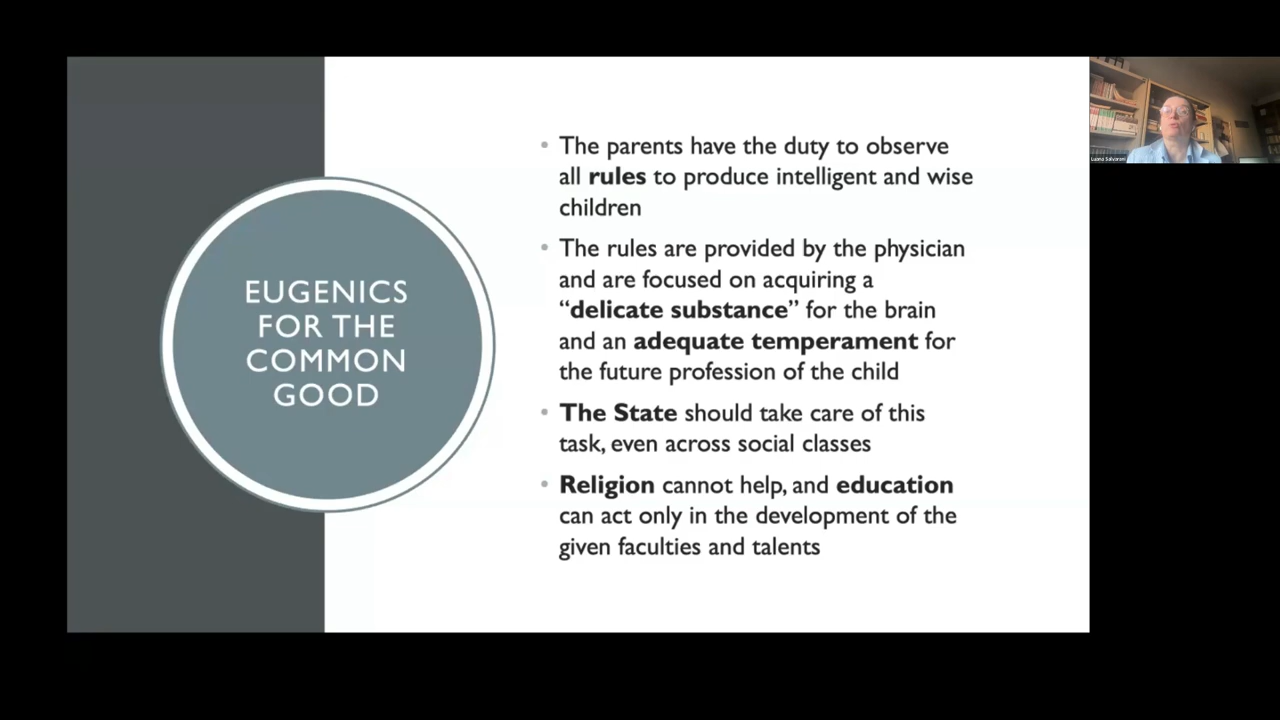 EUGENICS
FOR THE
COMMON
GOOD
• The parents have the duty to observe
all rules to produce intelligent and wise
children
• The rules are provided by the physician
and are focused on acquiring a
“delicate substance” for the brain
and an adequate temperament for
the future profession of the child
• The State should take care of this
task, even across social classes
• Religion cannot help, and education
can act only in the development of the
given faculties and talents
Luana Salvarani